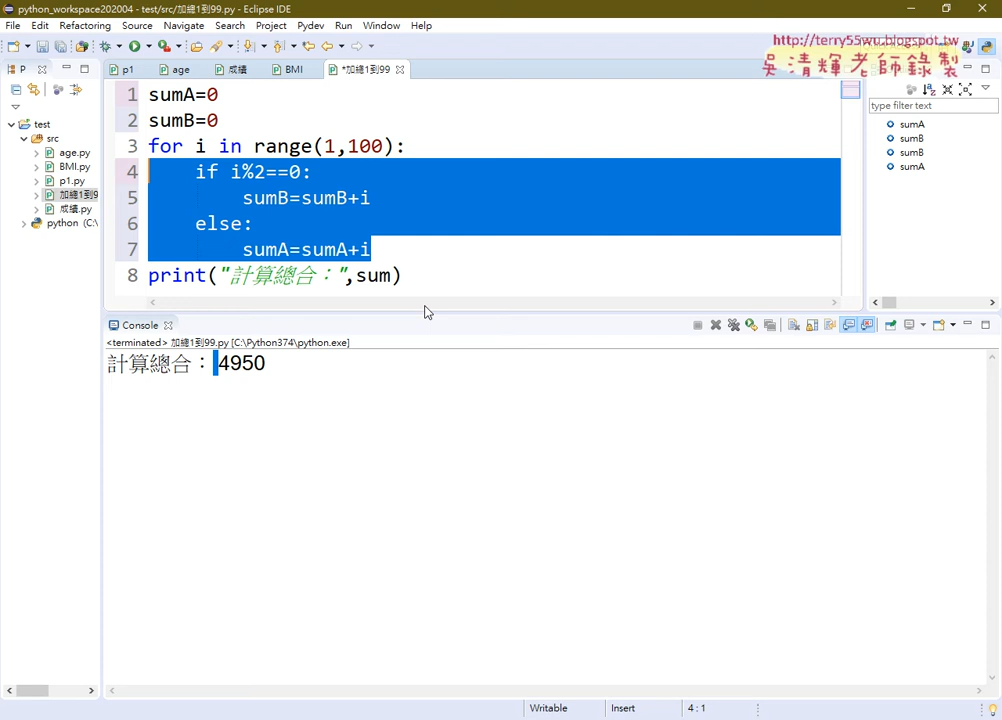 python_workspace202004 - test/src/加總1到99.py - Eclipse IDE
File Edit Refactoring Source Navigate Search Project Pydev Run Window Help
http://terry55wu.blogspot.tw
吳清輝老師錄製
P
p1 age 成績 BMI *加總1到99
type filter text
test
src
age.py
BMI.py
p1.py
加總1到9
成績.py
python (C:\
1 sumA=0
2 sumB=0
3 for i in range(1,100):
4 if i%2==0:
5 sumB=sumB+i
6 else:
7 sumA=sumA+i
8 print("計算總合：",sum)
sumA
sumB
sumB
sumA
Console
<terminated> 加總1到99.py [C:\Python374\python.exe]
計算總合： 4950
Writable Insert 4 : 1